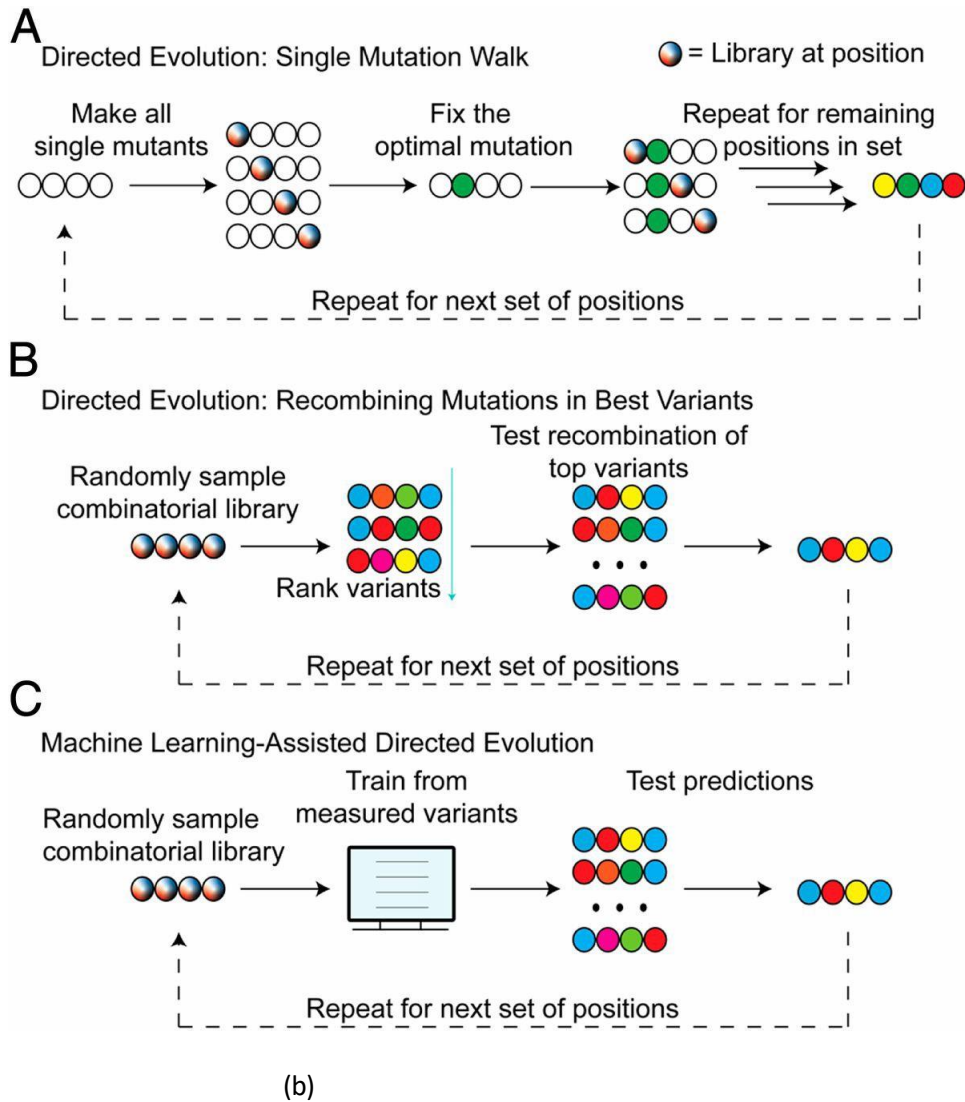 A
Directed Evolution: Single Mutation Walk
= Library at position
Make all
single mutants
Fix the
optimal mutation
Repeat for remaining
positions in set
Repeat for next set of positions
B
Directed Evolution: Recombining Mutations in Best Variants
Randomly sample
combinatorial library
Rank variants
Test recombination of
top variants
Repeat for next set of positions
C
Machine Learning-Assisted Directed Evolution
Randomly sample
combinatorial library
Train from
measured variants
Test predictions
Repeat for next set of positions
(b)